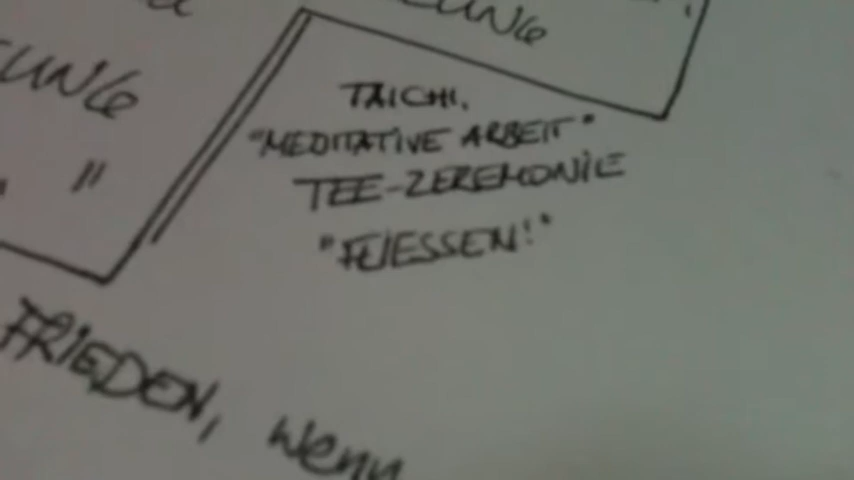 TAICHI,
"MEDITATIVE ARBEIT"
TEE-ZEREMONIE
"FLIESSEN!"
FRIEDEN, wenn